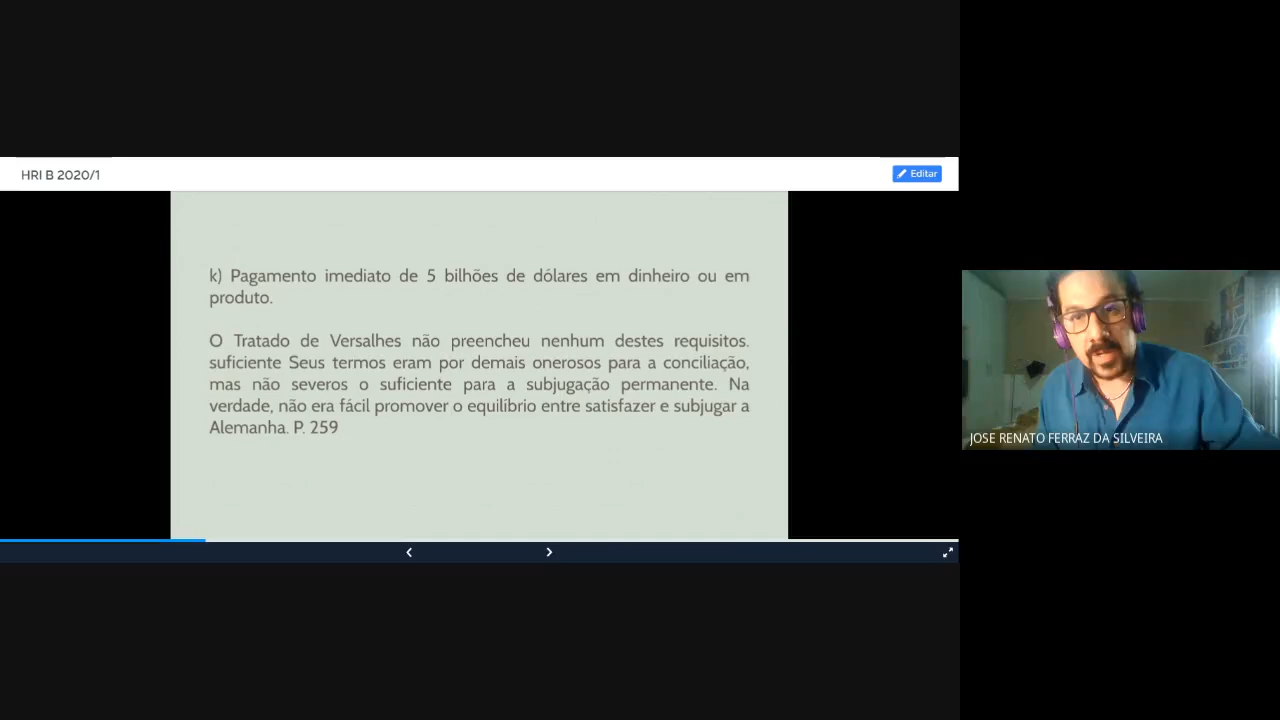 HRI B 2020/1
Editar
k) Pagamento imediato de 5 bilhões de dólares em dinheiro ou em
produto.
O Tratado de Versalhes não preencheu nenhum destes requisitos.
suficiente Seus termos eram por demais onerosos para a conciliação,
mas não severos o suficiente para a subjugação permanente. Na
verdade, não era fácil promover o equilíbrio entre satisfazer e subjugar a
Alemanha. P. 259
JOSE RENATO FERRAZ DA SILVEIRA